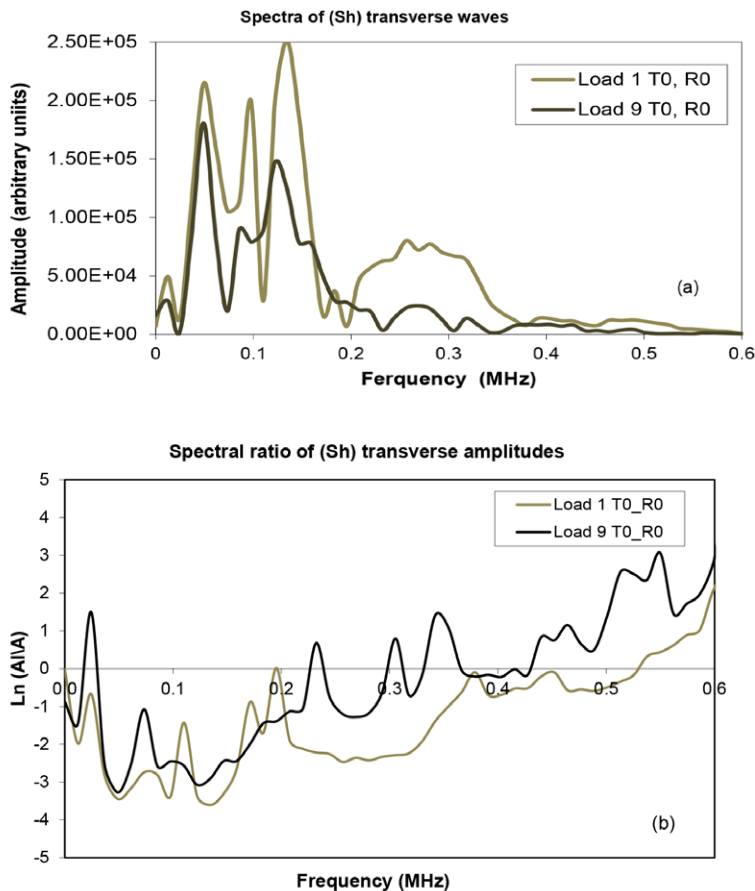 Spectra of (Sh) transverse waves
2.50E+05
2.00E+05
1.50E+05
1.00E+05
5.00E+04
0.00E+00
Amplitude (arbitrary uniits)
Load 1 T0, R0
Load 9 T0, R0
(a)
0
0.1
0.2
0.3
0.4
0.5
0.6
Ferquency (MHz)
Spectral ratio of (Sh) transverse amplitudes
5
4
3
2
1
0
-1
-2
-3
-4
-5
Ln (Al\A)
Load 1 T0_R0
Load 9 T0_R0
0.0
0.1
0.2
0.3
0.4
0.5
0.6
(b)
Frequency (MHz)